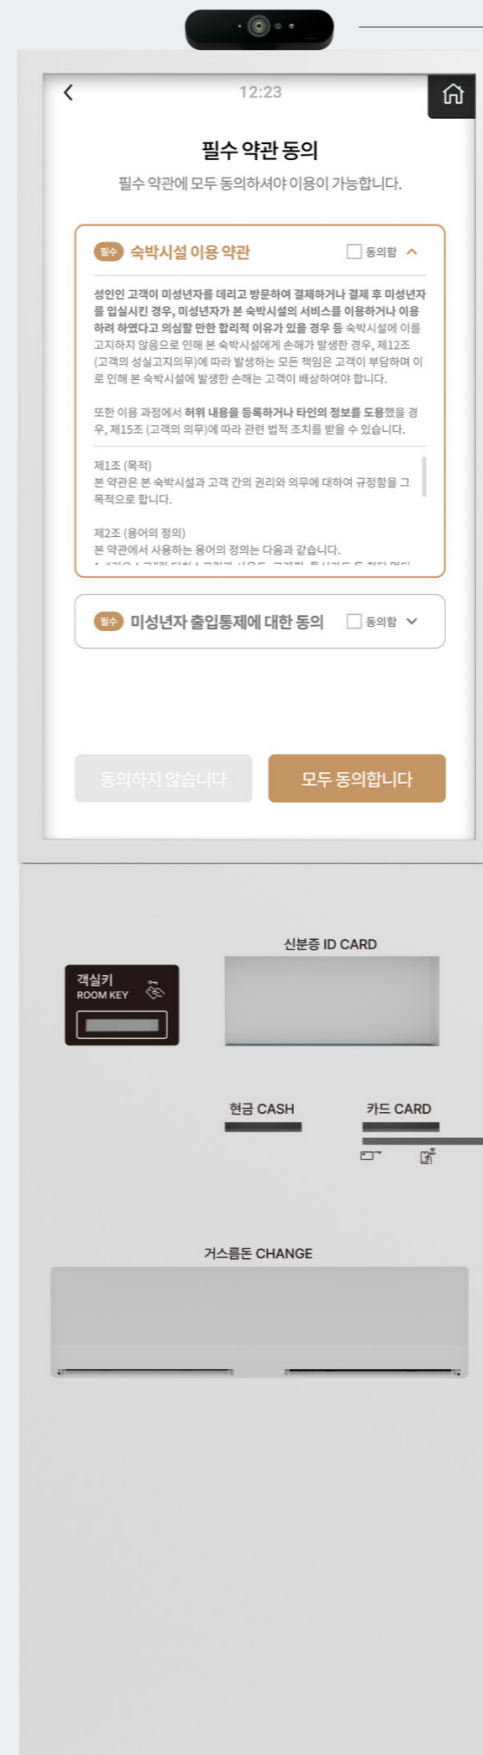 12:23
필수 약관 동의
필수 약관에 모두 동의하셔야 이용이 가능합니다.
필수 숙박시설 이용 약관 동의함
성인인 고객이 미성년자를 데리고 방문하여 결제하거나 결제 후 미성년자
를 입실시킨 경우, 미성년자가 본 숙박시설의 서비스를 이용하거나 이용
하려 하였다고 의심할 만한 합리적 이유가 있을 경우 등 숙박시설에 이를
고지하지 않음으로 인해 본 숙박시설에게 손해가 발생한 경우, 제12조
(고객의 성실고지의무)에 따라 발생하는 모든 책임은 고객이 부담하며 이
로 인해 본 숙박시설에 발생한 손해는 고객이 배상하여야 합니다.
또한 이용 과정에서 허위 내용을 등록하거나 타인의 정보를 도용했을 경
우, 제15조 (고객의 의무)에 따라 관련 법적 조치를 받을 수 있습니다.
제1조 (목적)
본 약관은 본 숙박시설과 고객 간의 권리와 의무에 대하여 규정함을 그
목적으로 합니다.
제2조 (용어의 정의)
본 약관에서 사용하는 용어의 정의는 다음과 같습니다.
필수 미성년자 출입통제에 대한 동의 동의함
동의하지 않습니다 모두 동의합니다
신분증 ID CARD
객실키
ROOM KEY
현금 CASH 카드 CARD
거스름돈 CHANGE